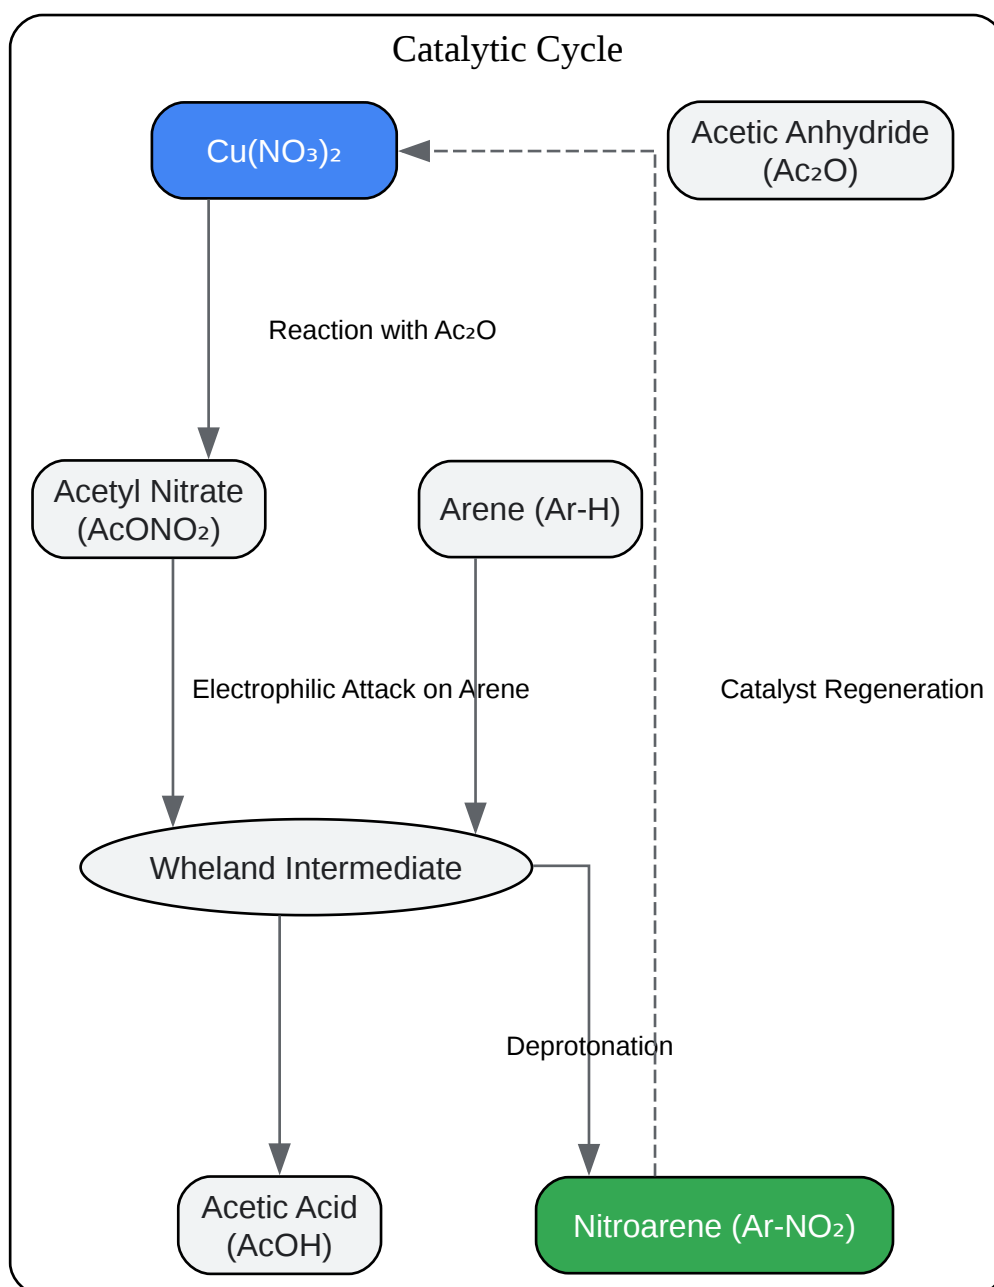 Catalytic Cycle
Cu(NO₃)₂
Acetic Anhydride
(Ac₂O)
Reaction with Ac₂O
Acetyl Nitrate
(AcONO₂)
Arene (Ar-H)
Electrophilic Attack on Arene
Catalyst Regeneration
Wheland Intermediate
Deprotonation
Acetic Acid
(AcOH)
Nitroarene (Ar-NO₂)